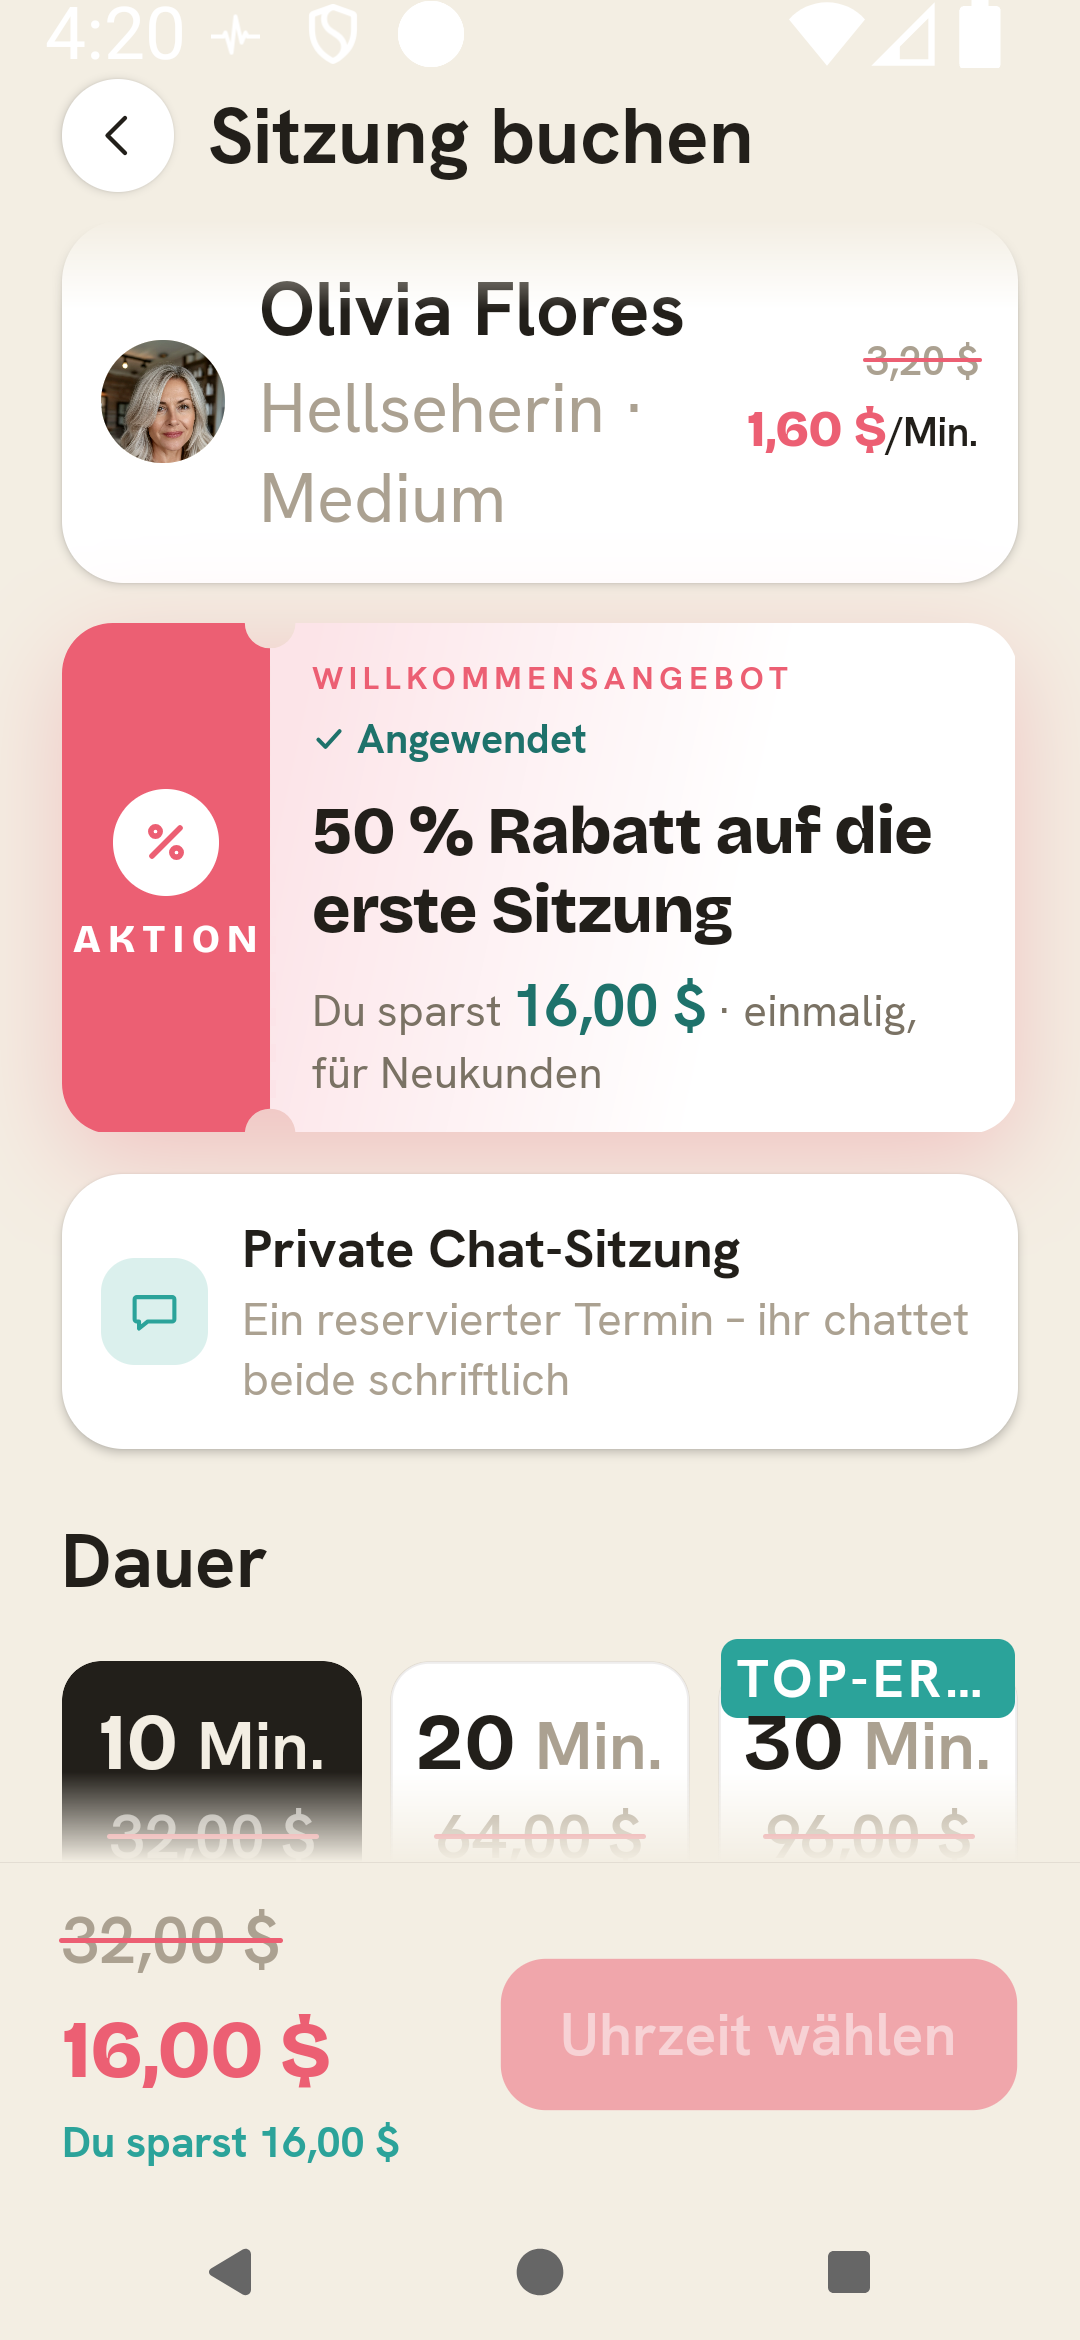 4:20
Sitzung buchen
Olivia Flores
Hellseherin ·
Medium
3,20 $
1,60 $/Min.
WILLKOMMENSANGEBOT
Angewendet
50 % Rabatt auf die
erste Sitzung
Du sparst 16,00 $ · einmalig,
für Neukunden
%
AKTION
Private Chat-Sitzung
Ein reservierter Termin – ihr chattet
beide schriftlich
Dauer
TOP-ER...
10 Min.
20 Min.
30 Min.
32,00 $
64,00 $
96,00 $
32,00 $
16,00 $
Du sparst 16,00 $
Uhrzeit wählen